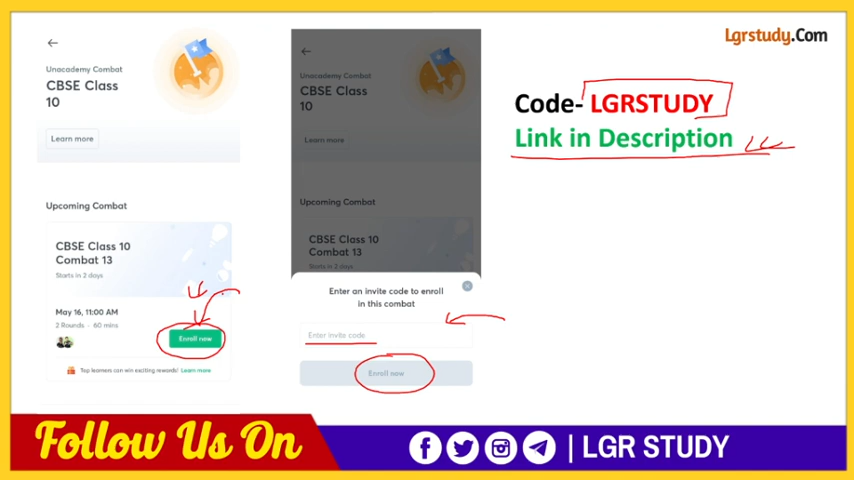 Lgrstudy.Com
Unacademy Combat
CBSE Class
10
Learn more
Upcoming Combat
CBSE Class 10
Combat 13
Starts in 2 days
May 16, 11:00 AM
2 Rounds · 60 mins
Enroll now
Top learners can win exciting rewards! Learn more
Unacademy Combat
CBSE Class
10
Learn more
Upcoming Combat
CBSE Class 10
Combat 13
Starts in 2 days
Enter an invite code to enroll
in this combat
Enter invite code
Enroll now
Code- LGRSTUDY
Link in Description
Follow Us On
| LGR STUDY